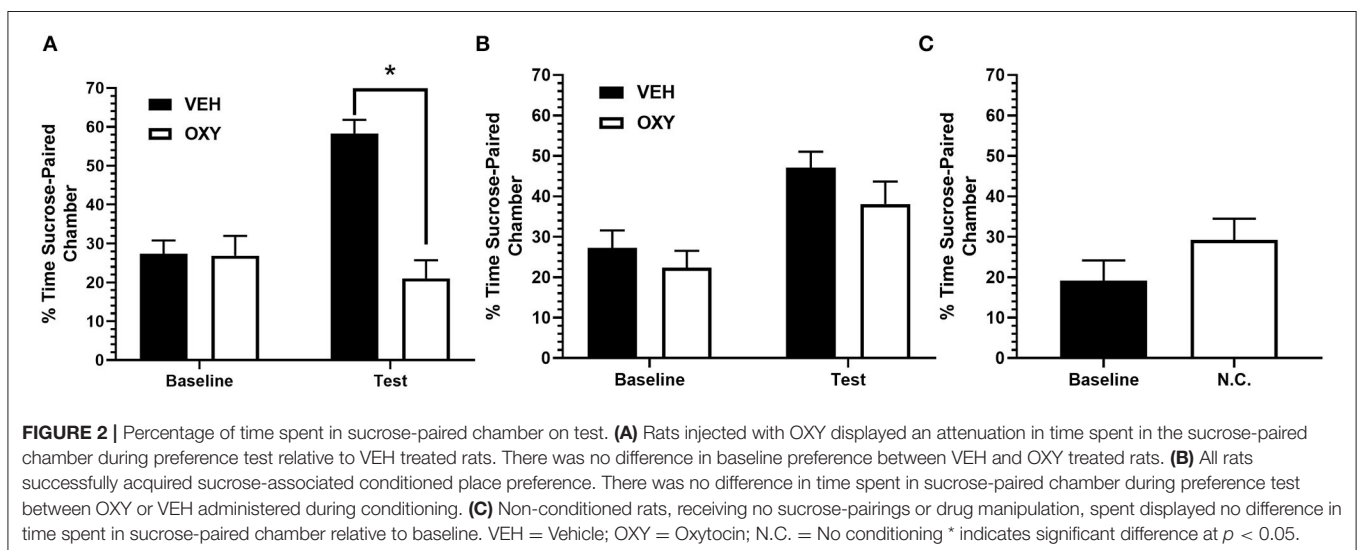 A
B
C
% Time Sucrose-Paired
Chamber
70
60
50
40
30
20
10
0
VEH
OXY
*
Baseline
Test
% Time Sucrose-Paired
Chamber
70
60
50
40
30
20
10
0
VEH
OXY
Baseline
Test
% Time Sucrose-Paired
Chamber
70
60
50
40
30
20
10
0
Baseline
N.C.
FIGURE 2 | Percentage of time spent in sucrose-paired chamber on test. (A) Rats injected with OXY displayed an attenuation in time spent in the sucrose-paired
chamber during preference test relative to VEH treated rats. There was no difference in baseline preference between VEH and OXY treated rats. (B) All rats
successfully acquired sucrose-associated conditioned place preference. There was no difference in time spent in sucrose-paired chamber during preference test
between OXY or VEH administered during conditioning. (C) Non-conditioned rats, receiving no sucrose-pairings or drug manipulation, spent displayed no difference in
time spent in sucrose-paired chamber relative to baseline. VEH = Vehicle; OXY = Oxytocin; N.C. = No conditioning * indicates significant difference at p < 0.05.